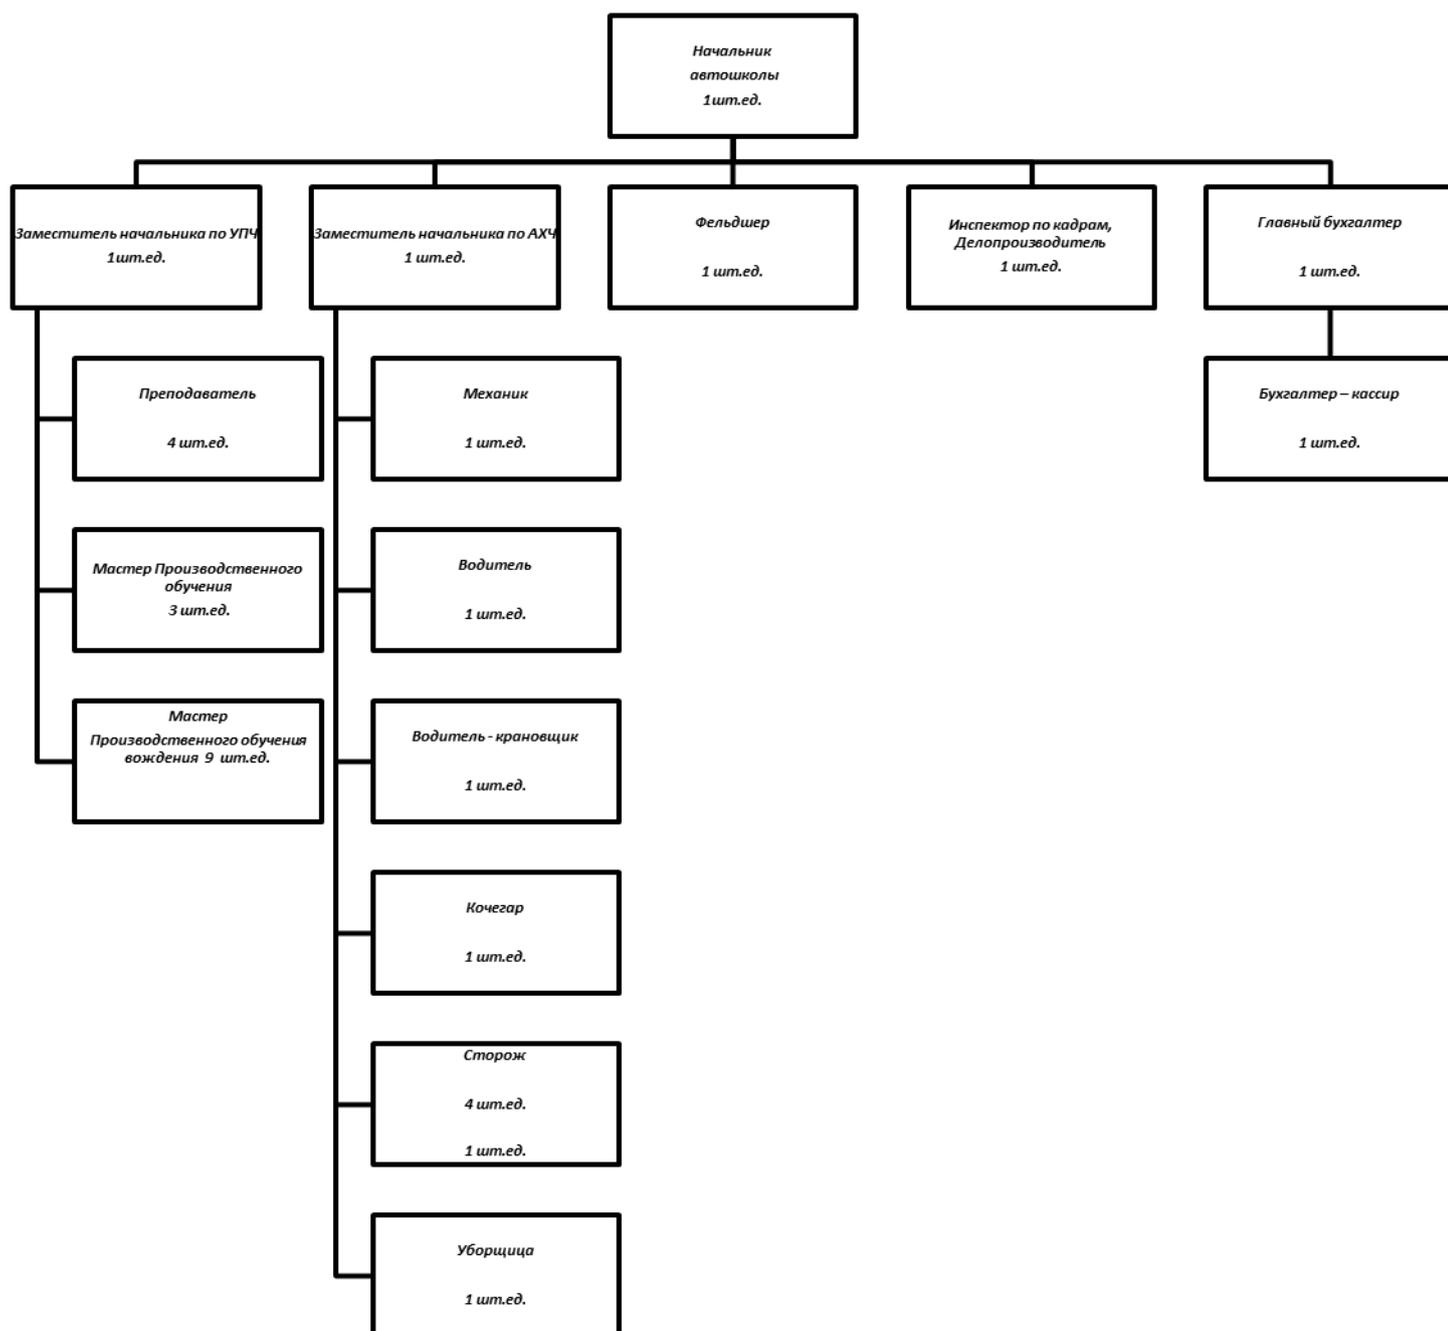 Начальник
автошколы
1шт.ед.
Заместитель начальника по УПЧ
1шт.ед.
Заместитель начальника по АХЧ
1 шт.ед.
Фельдшер
1 шт.ед.
Инспектор по кадрам,
Делопроизводитель
1 шт.ед.
Главный бухгалтер
1 шт.ед.
Преподаватель
4 шт.ед.
Механик
1 шт.ед.
Бухгалтер – кассир
1 шт.ед.
Мастер Производственного
обучения
3 шт.ед.
Водитель
1 шт.ед.
Мастер
Производственного обучения
вождения 9 шт.ед.
Водитель - крановщик
1 шт.ед.
Кочегар
1 шт.ед.
Сторож
4 шт.ед.
1 шт.ед.
Уборщица
1 шт.ед.